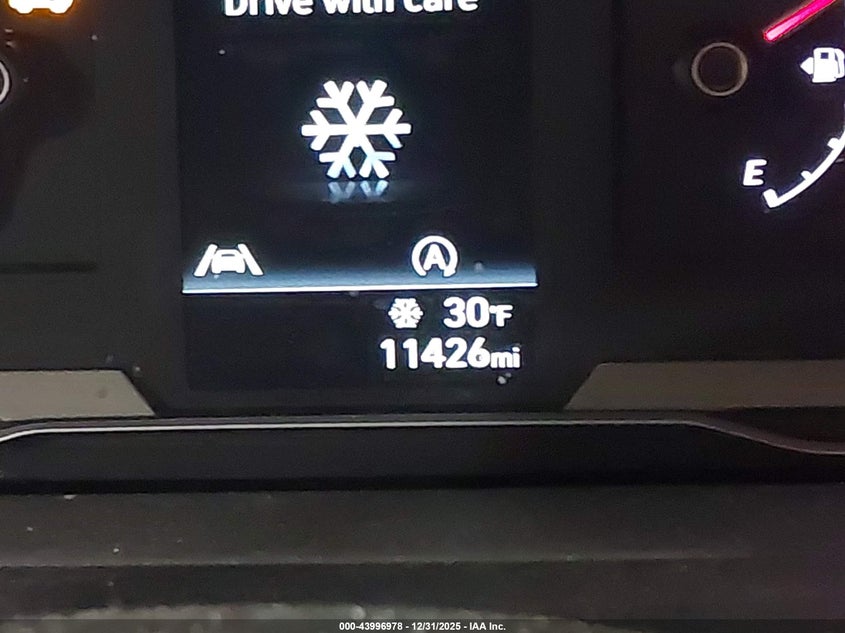 Drive with care
E
A
30°F
11426mi
000-43996978 - 12/31/2025 - IAA Inc.